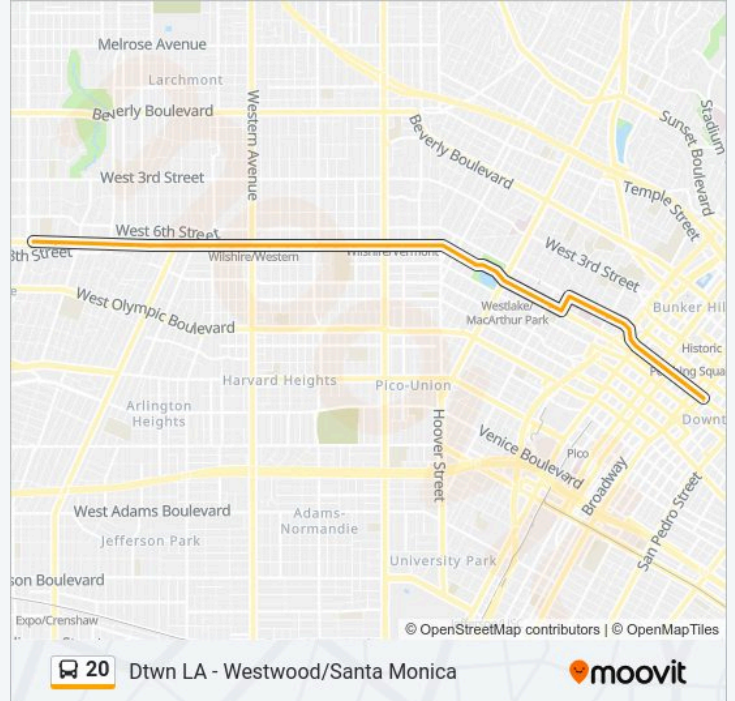 Melrose Avenue
Larchmont
Beverly Boulevard
Western Avenue
Beverly Boulevard
Sunset Boulevard
Stadium
West 3rd Street
Temple Street
West 6th Street
8th Street
Wilshire/Western
Wilshire/Vermont
West 3rd Street
West Olympic Boulevard
Westlake/
MacArthur Park
Bunker Hil
Historic
Pershing Squa
Harvard Heights
Pico-Union
Arlington
Heights
Hoover Street
Downt
Venice Boulevard
Pico
Broadway
San Pedro Street
West Adams Boulevard
Adams-
Normandie
Jefferson Park
University Park
son Boulevard
Expo/Crenshaw
© OpenStreetMap contributors | © OpenMapTiles
20 Dtwn LA - Westwood/Santa Monica
moovit